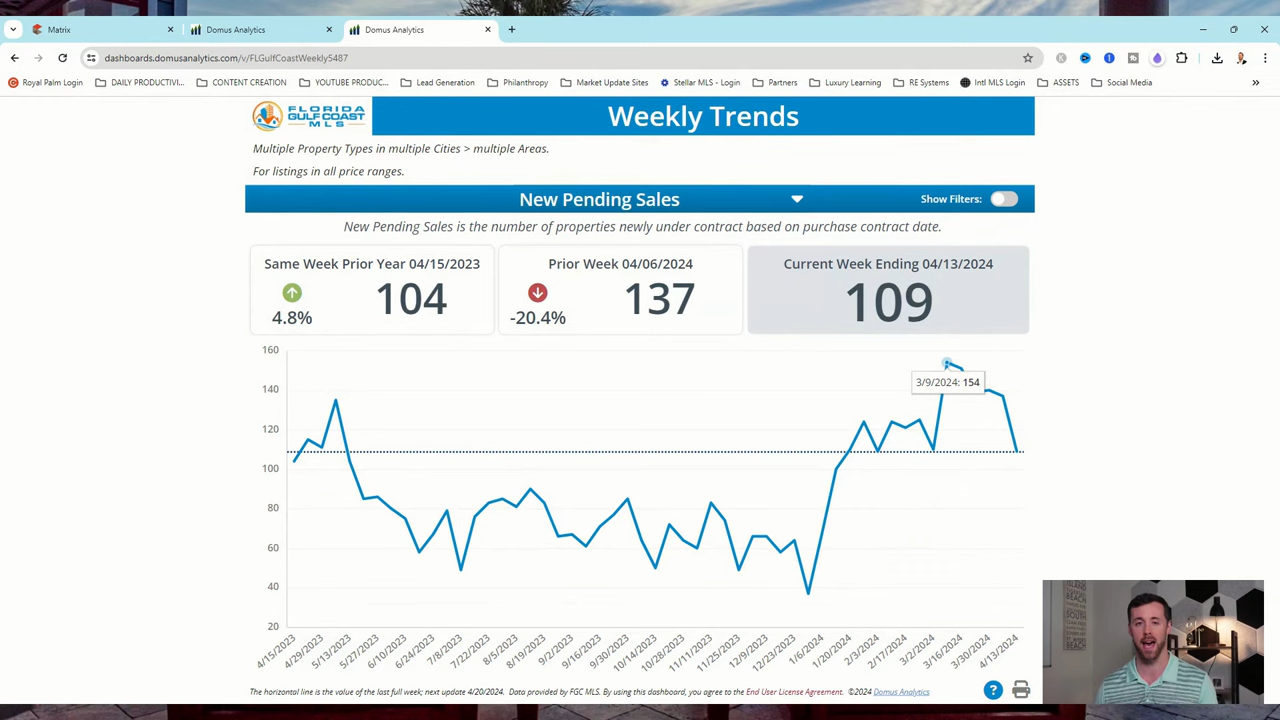 Matrix
Domus Analytics
Domus Analytics
dashboards.domusanalytics.com/v/FLGulfCoastWeekly5487
Royal Palm Login
DAILY PRODUCTIVI...
CONTENT CREATION
YOUTUBE PRODUC...
Lead Generation
Philanthropy
Market Update Sites
Stellar MLS - Login
Partners
Luxury Learning
RE Systems
Intl MLS Login
ASSETS
Social Media
FLORIDA
GULF COAST
MLS
Weekly Trends
Multiple Property Types in multiple Cities > multiple Areas.
For listings in all price ranges.
New Pending Sales
Show Filters:
New Pending Sales is the number of properties newly under contract based on purchase contract date.
Same Week Prior Year 04/15/2023
104
4.8%
Prior Week 04/06/2024
137
-20.4%
Current Week Ending 04/13/2024
109
160
140
120
100
80
60
40
20
3/9/2024: 154
4/15/2023
4/29/2023
5/13/2023
5/27/2023
6/10/2023
6/24/2023
7/8/2023
7/22/2023
8/5/2023
8/19/2023
9/2/2023
9/16/2023
9/30/2023
10/14/2023
10/28/2023
11/11/2023
11/25/2023
12/9/2023
12/23/2023
1/6/2024
1/20/2024
2/3/2024
2/17/2024
3/2/2024
3/16/2024
3/30/2024
4/13/2024
The horizontal line is the value of the last full week; next update 4/20/2024. Data provided by FGC MLS. By using this dashboard, you agree to the End User License Agreement. ©2024 Domus Analytics
?